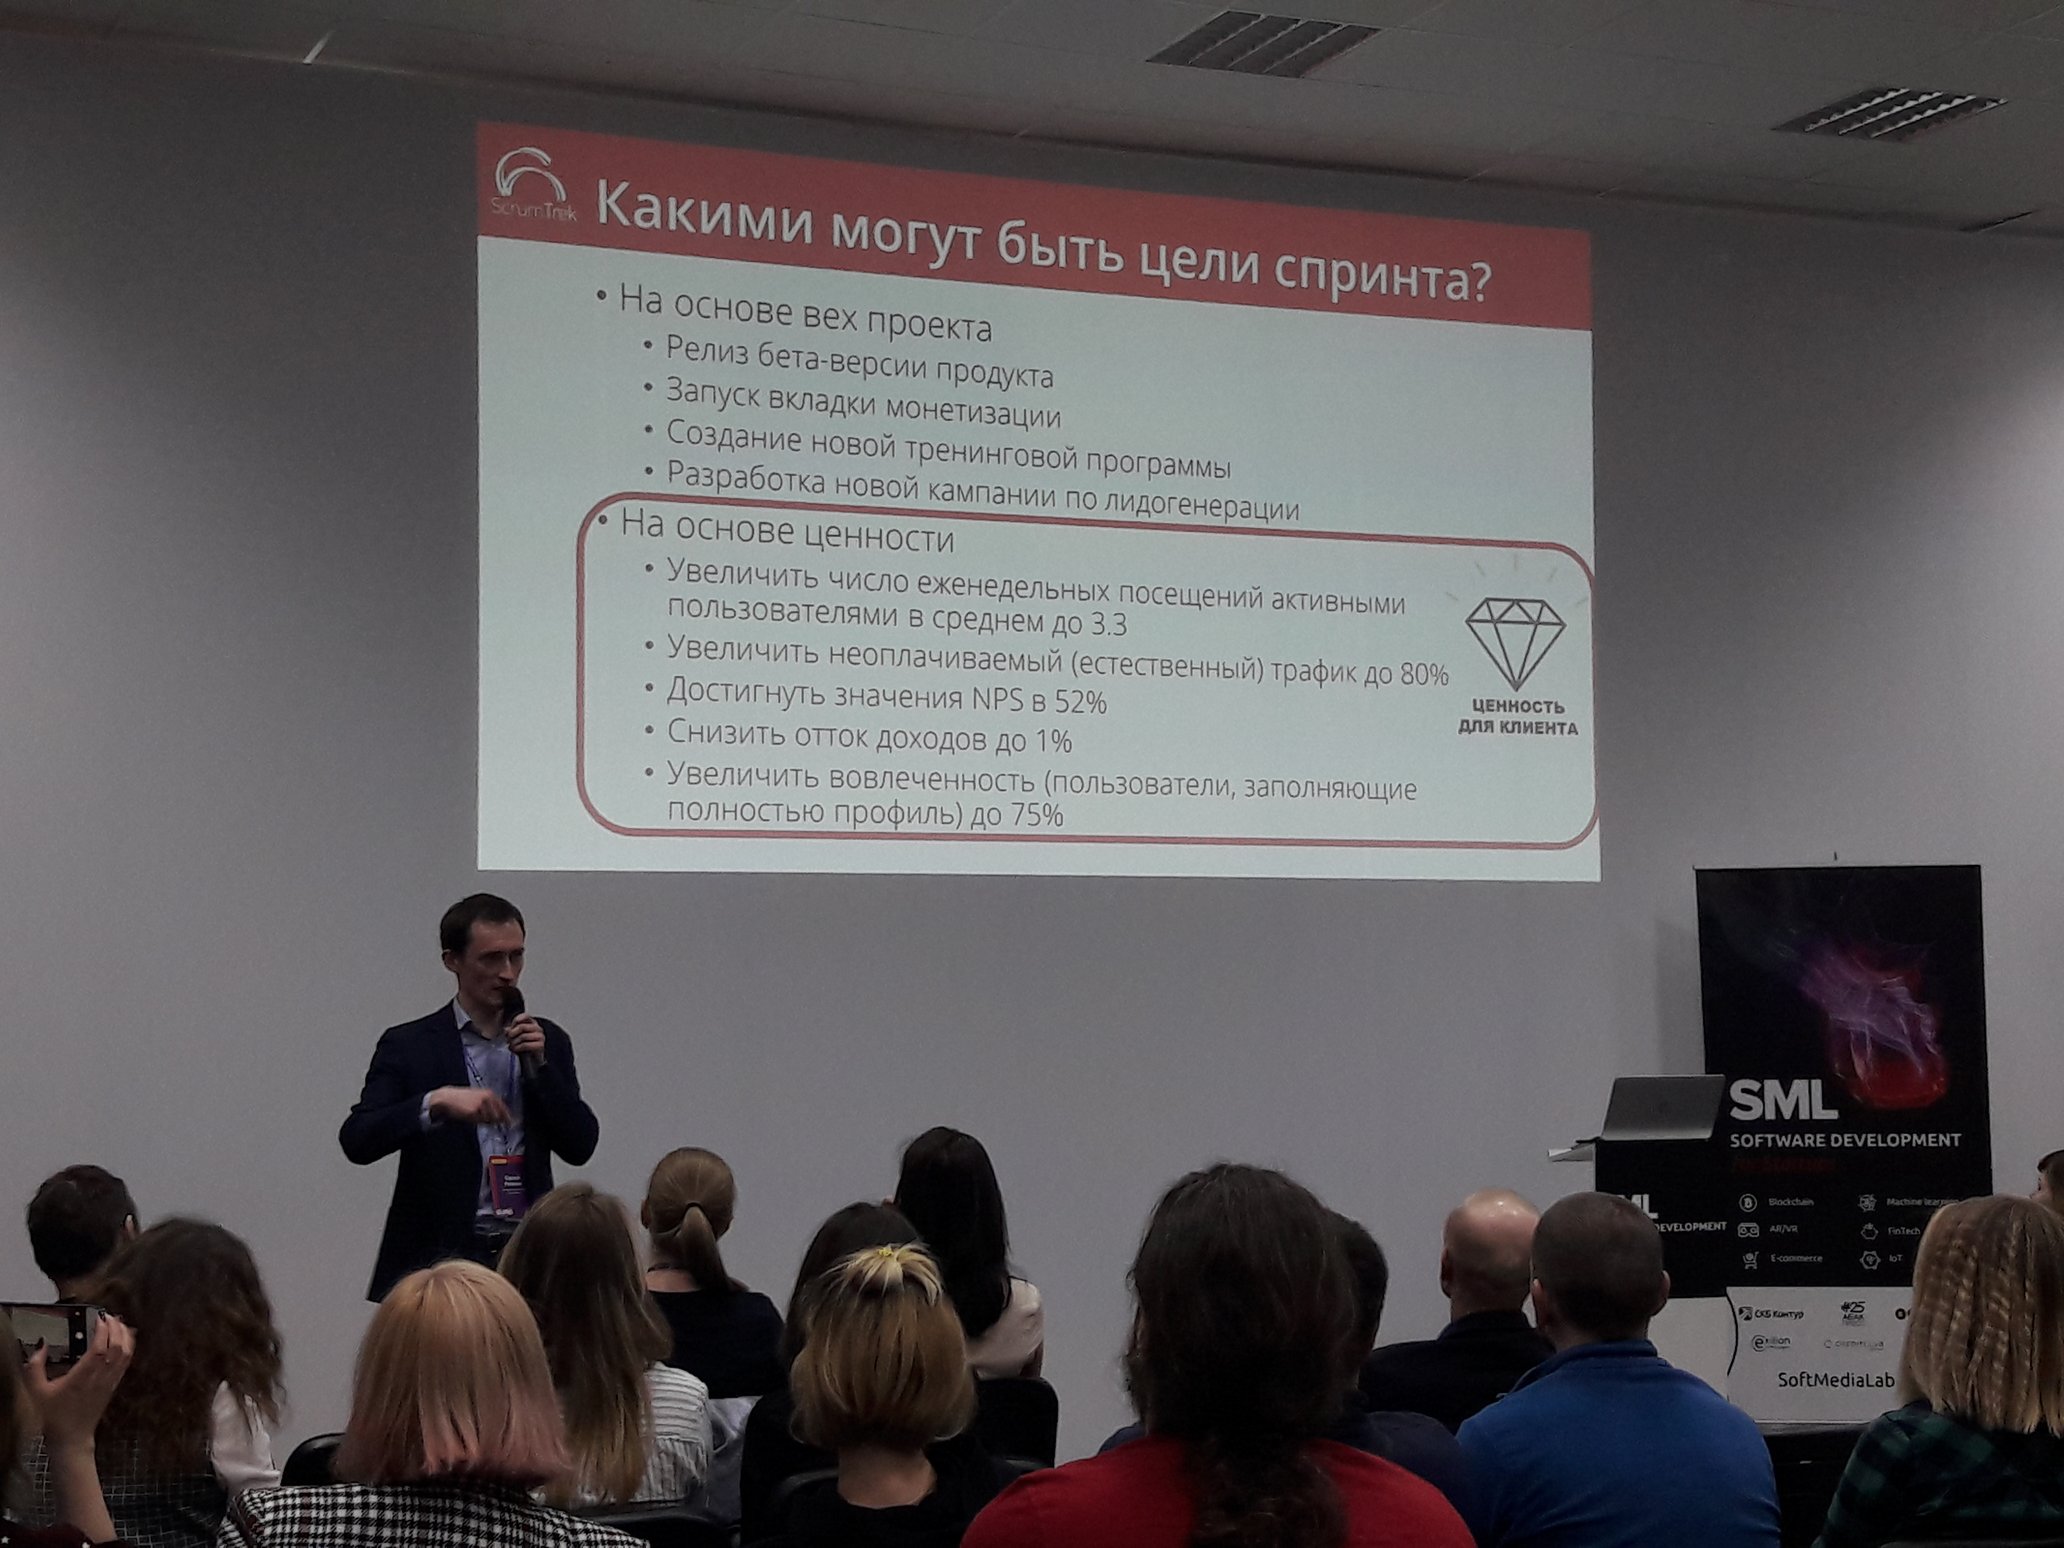 ScrumTrek
Какими могут быть цели спринта?
• На основе вех проекта
• Релиз бета-версии продукта
• Запуск вкладки монетизации
• Создание новой тренинговой программы
• Разработка новой кампании по лидогенерации
• На основе ценности
• Увеличить число еженедельных посещений активными
пользователями в среднем до 3.3
• Увеличить неоплачиваемый (естественный) трафик до 80%
• Достигнуть значения NPS в 52%
• Снизить отток доходов до 1%
• Увеличить вовлеченность (пользователи, заполняющие
полностью профиль) до 75%
ЦЕННОСТЬ
ДЛЯ КЛИЕНТА
SML
SOFTWARE DEVELOPMENT
Blockchain
Machine learning
AR/VR
FinTech
E-commerce
IoT
ML
DEVELOPMENT
СКБ Контур
#25
SoftMediaLab